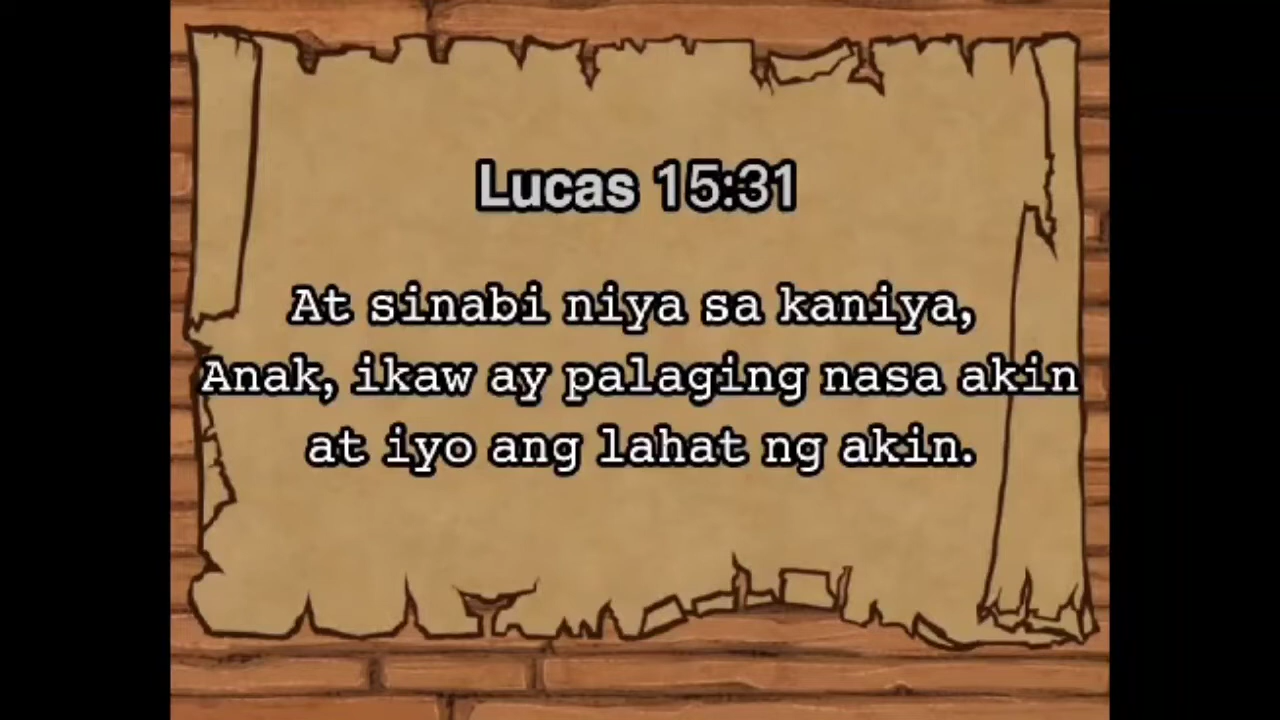 Lucas 15:31
At sinabi niya sa kaniya,
Anak, ikaw ay palaging nasa akin
at iyo ang lahat ng akin.